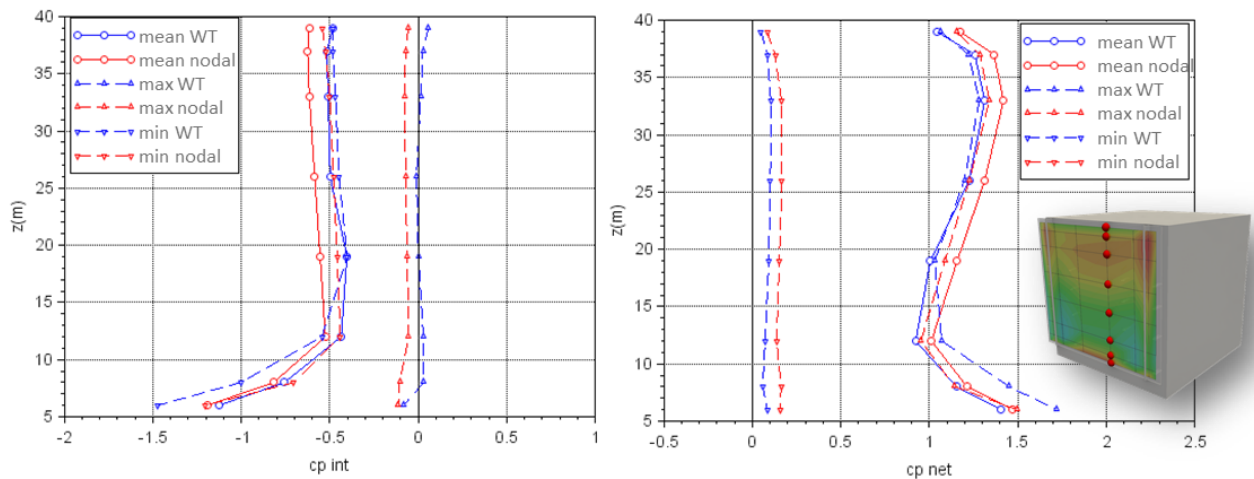 40
35
30
25
20
15
10
5
z(m)
mean WT
mean nodal
max WT
max nodal
min WT
min nodal
-2
-1.5
-1
-0.5
0
0.5
1
cp int
40
35
30
25
20
15
10
5
z(m)
mean WT
mean nodal
max WT
max nodal
min WT
min nodal
-0.5
0
0.5
1
1.5
2
2.5
cp net